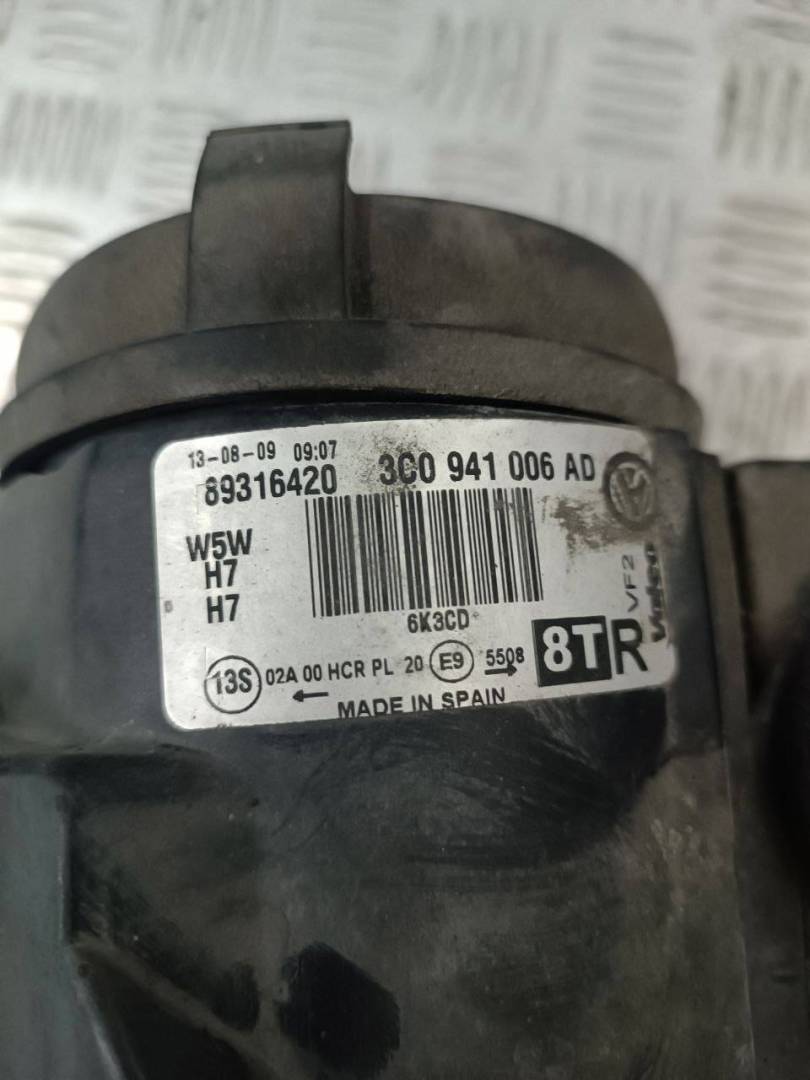 13-08-09 09:07
89316420 3C0 941 006 AD
W5W
H7
H7
6K3CD
VF2
Valeo
13S 02A 00 HCR PL 20 E9 5508 8T R
MADE IN SPAIN